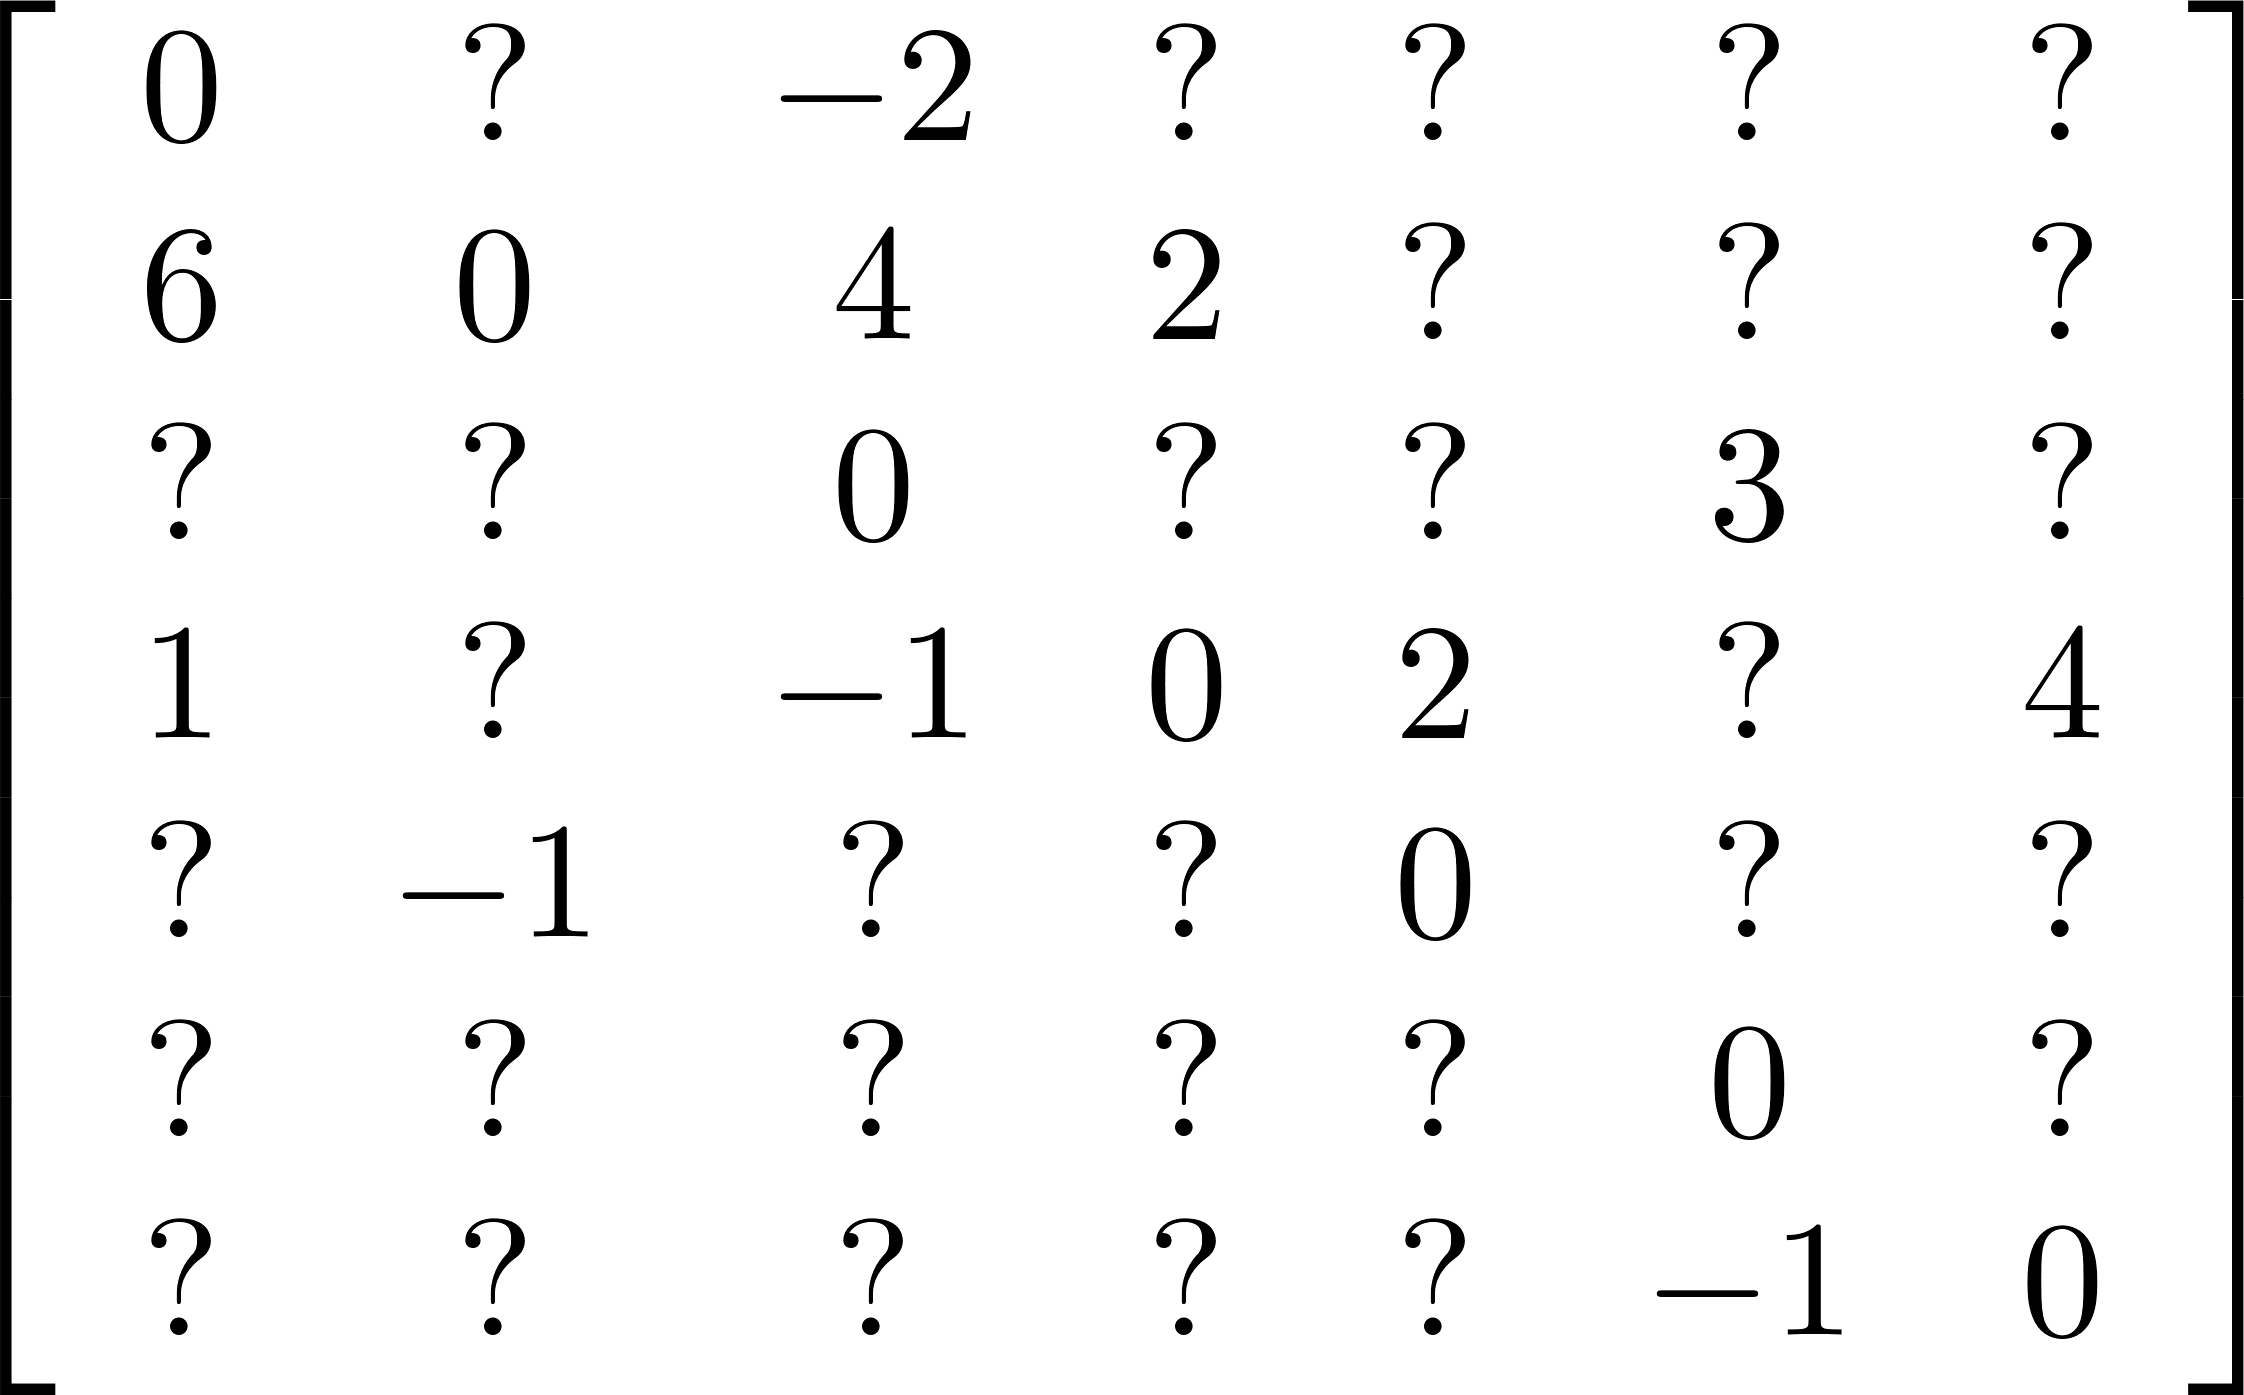 0 ? −2 ? ? ? ?
6 0 4 2 ? ? ?
? ? 0 ? ? 3 ?
1 ? −1 0 2 ? 4
? −1 ? ? 0 ? ?
? ? ? ? ? 0 ?
? ? ? ? ? −1 0